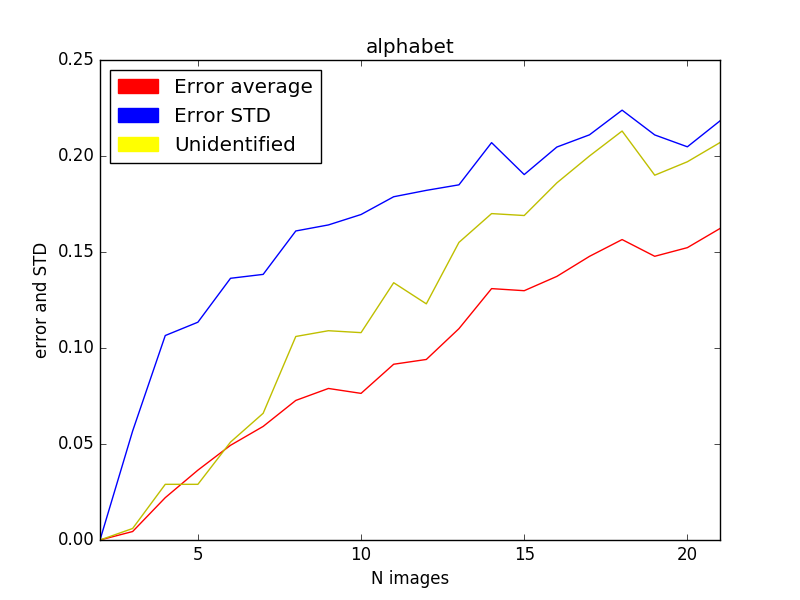 alphabet
0.25
0.20
0.15
0.10
0.05
0.00
error and STD
Error average
Error STD
Unidentified
5
10
15
20
N images